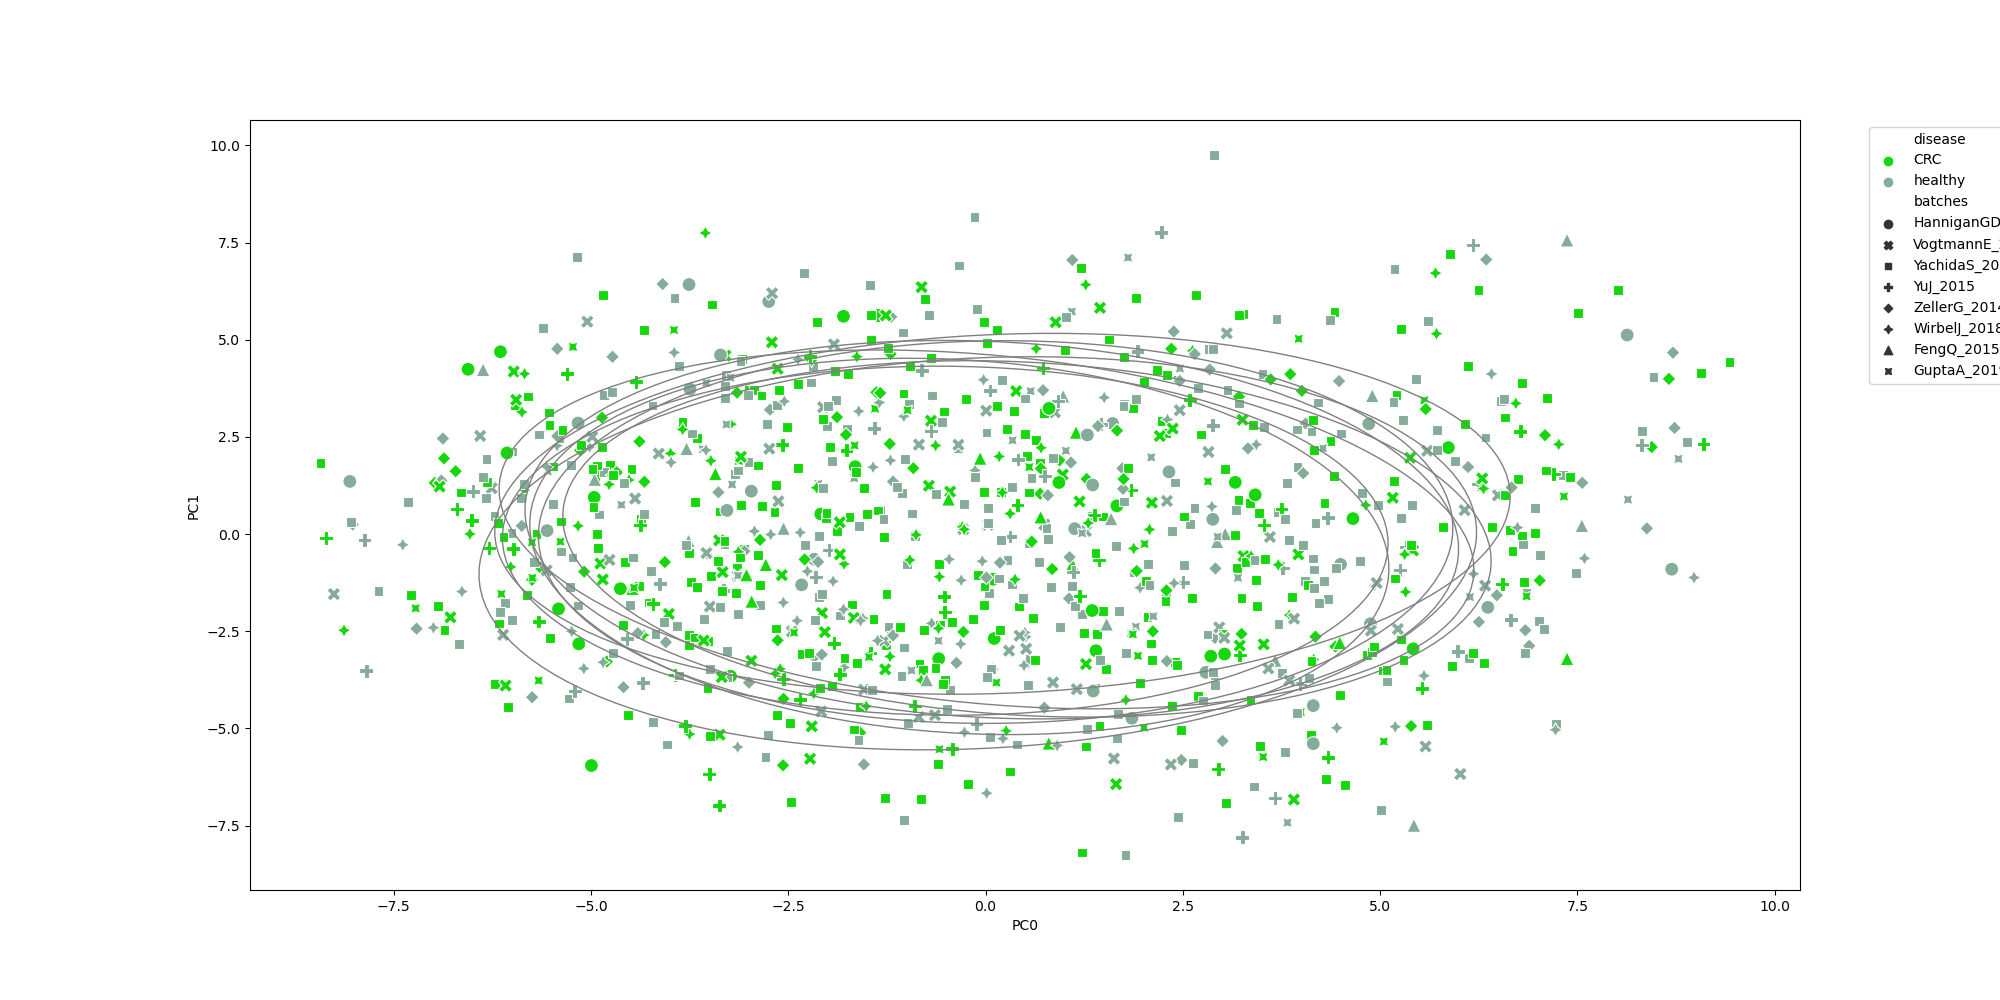 10.0
7.5
5.0
2.5
0.0
−2.5
−5.0
−7.5
PC1
−7.5
−5.0
−2.5
0.0
2.5
5.0
7.5
10.0
PC0
disease
CRC
healthy
batches
HanniganGD
VogtmannE_
YachidaS_20
YuJ_2015
ZellerG_2014
WirbelJ_2018
FengQ_2015
GuptaA_201